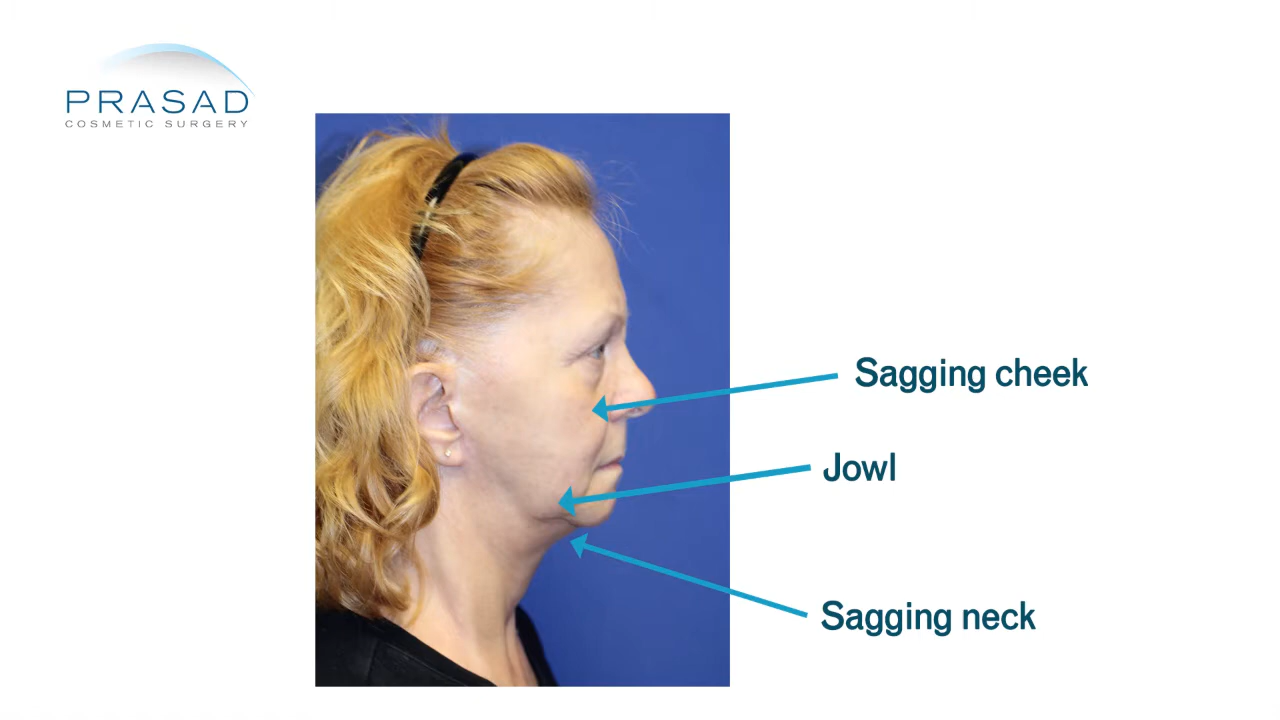 PRASAD
COSMETIC SURGERY
Sagging cheek
Jowl
Sagging neck